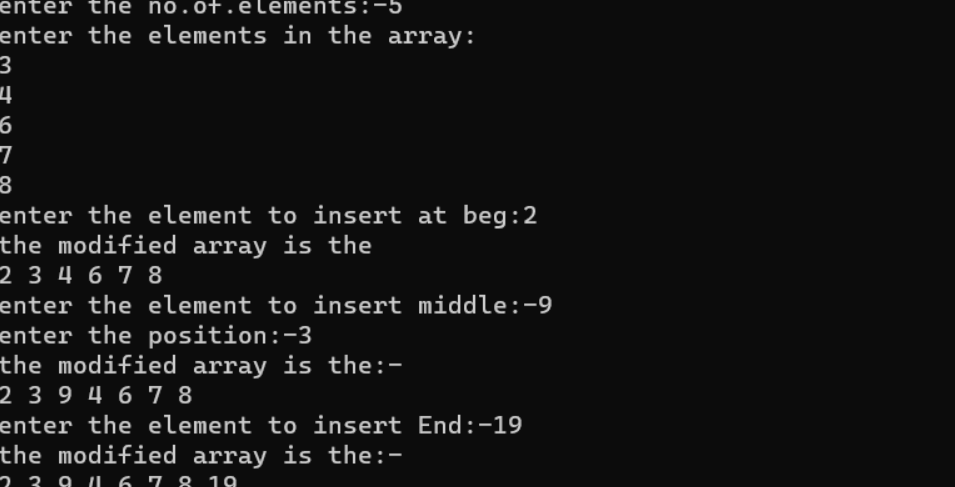 enter the no.of.elements:-5
enter the elements in the array:
3
4
6
7
8
enter the element to insert at beg:2
the modified array is the
2 3 4 6 7 8
enter the element to insert middle:-9
enter the position:-3
the modified array is the:-
2 3 9 4 6 7 8
enter the element to insert End:-19
the modified array is the:-
2 3 9 4 6 7 8 19